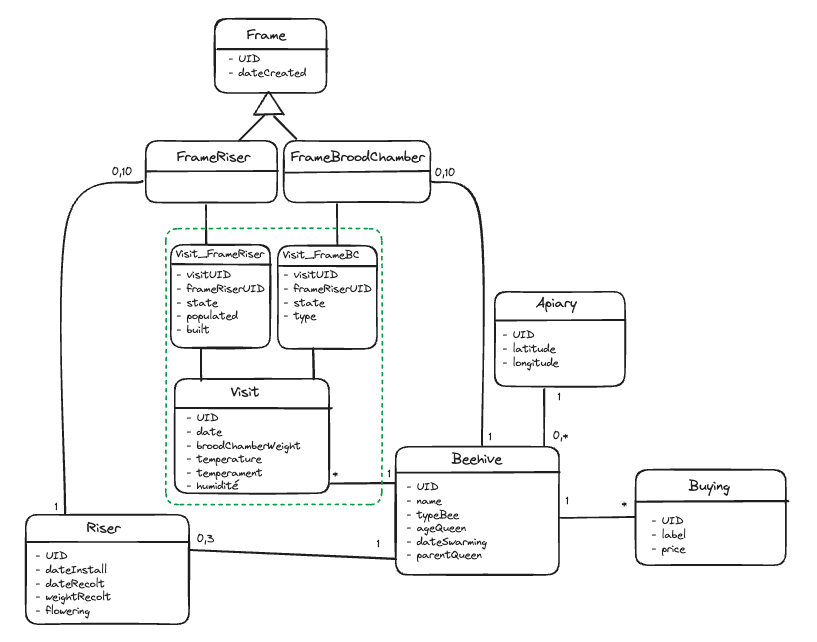 Frame
- UID
- dateCreated
FrameRiser
FrameBroodChamber
0,10
0,10
Visit_FrameRiser
- visitUID
- frameRiserUID
- state
- populated
- built
Visit_FrameBC
- visitUID
- frameRiserUID
- state
- type
Apiary
- UID
- latitude
- longitude
1
0,*
1
Visit
- UID
- date
- broodChamberWeight
- temperature
- temperament
- humidité
*
1
Beehive
- UID
- name
- typeBee
- ageQueen
- dateSwarming
- parentQueen
1
*
Buying
- UID
- label
- price
1
Riser
- UID
- dateInstall
- dateRecolt
- weightRecolt
- flowering
0,3
1